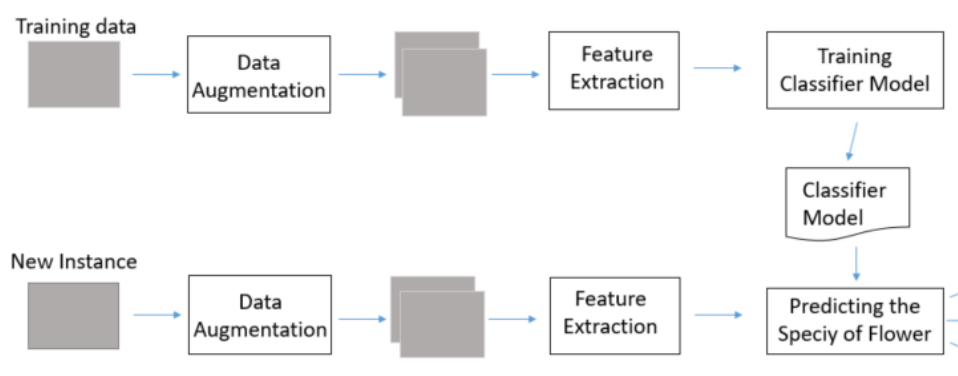 Training data
Data
Augmentation
Feature
Extraction
Training
Classifier Model
Classifier
Model
New Instance
Data
Augmentation
Feature
Extraction
Predicting the
Speciy of Flower